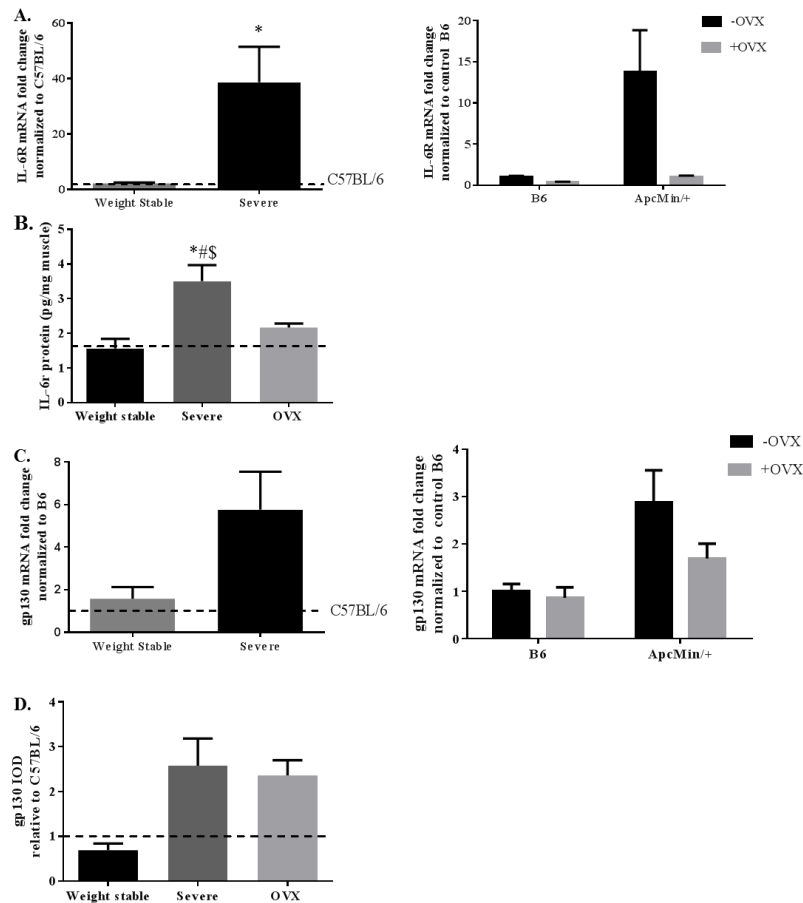 A.
IL-6R mRNA fold change
normalized to C57BL/6
60
40
20
0
*
C57BL/6
Weight Stable
Severe
IL-6R mRNA fold change
normalized to control B6
20
15
10
5
0
B6
ApcMin/+
-OVX
+OVX
B.
IL-6r protein (pg/mg muscle)
5
4
3
2
1
0
*#$
Weight stable
Severe
OVX
C.
gp130 mRNA fold change
normalized to B6
8
6
4
2
0
C57BL/6
Weight Stable
Severe
gp130 mRNA fold change
normalized to control B6
4
3
2
1
0
B6
ApcMin/+
-OVX
+OVX
D.
gp130 IOD
relative to C57BL/6
4
3
2
1
0
Weight stable
Severe
OVX